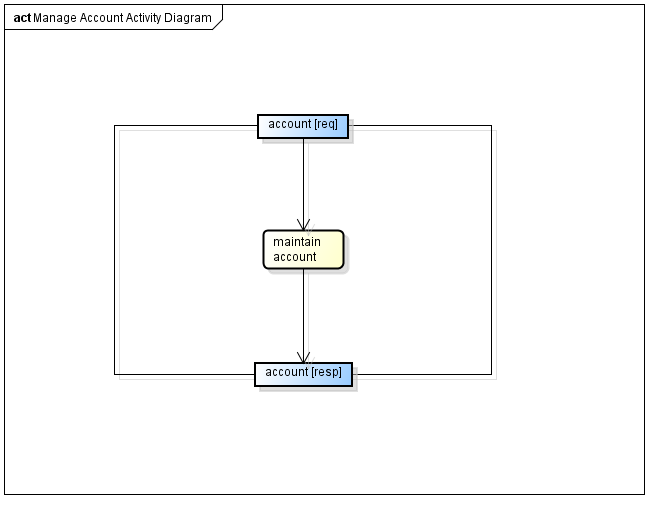 act Manage Account Activity Diagram
account [req]
maintain
account
account [resp]